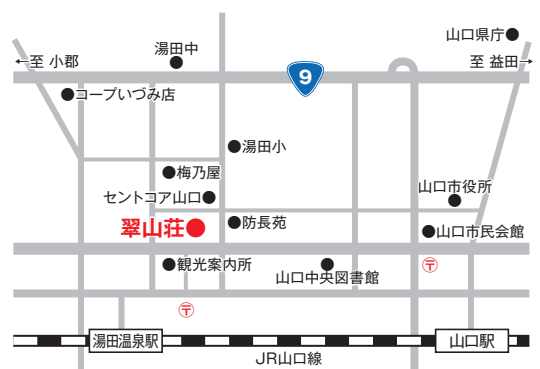 山口県庁
湯田中
←至 小郡
至 益田→
9
コープいづみ店
湯田小
梅乃屋
山口市役所
セントコア山口
防長苑
翠山荘
山口市民会館
観光案内所
〒
山口中央図書館
〒
湯田温泉駅
山口駅
JR山口線